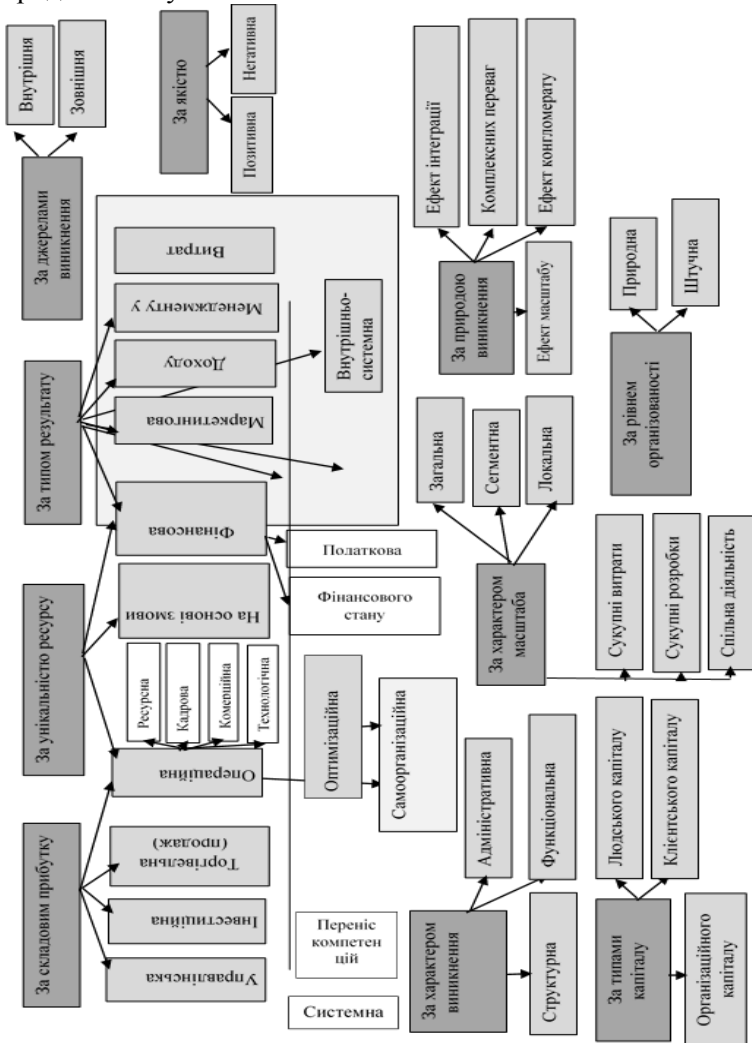 За складовим прибутку
За унікальністю ресурсу
За типом результату
За джерелами
виникнення
Внутрішня
Зовнішня
Управлінська
Інвестиційна
Торгівельна
(продаж)
Операційна
Ресурсна
Кадрова
Комерційна
Технологічна
На основі змови
Фінансова
Маркетингова
Доходу
Менеджменту у
Витрат
За якістю
Позитивна
Негативна
Системна
Переніс
компетен
цій
Оптимізаційна
Самоорганізаційна
Фінансового
стану
Податкова
Внутрішньо-
системна
За характером
виникнення
Структурна
Адміністративна
Функціональна
За характером
масштаба
Загальна
Сегментна
Локальна
За природою
виникнення
Ефект масштабу
Ефект інтеграції
Комплексних переваг
Ефект конгломерату
За типами
капіталу
Організаційного
капіталу
Людського капіталу
Клієнтського капіталу
Сукупні витрати
Сукупні розробки
Спільна діяльність
За рівнем
організованості
Природна
Штучна